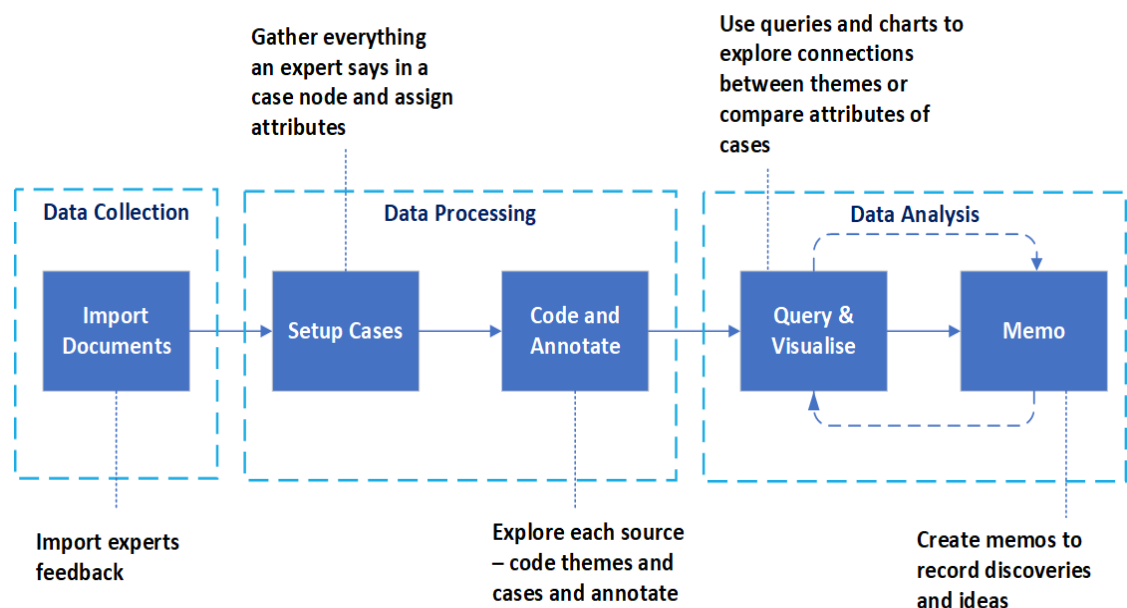 Gather everything
an expert says in a
case node and assign
attributes
Use queries and charts to
explore connections
between themes or
compare attributes of
cases
Data Collection
Data Processing
Data Analysis
Import
Documents
Setup Cases
Code and
Annotate
Query &
Visualise
Memo
Import experts
feedback
Explore each source
– code themes and
cases and annotate
Create memos to
record discoveries
and ideas